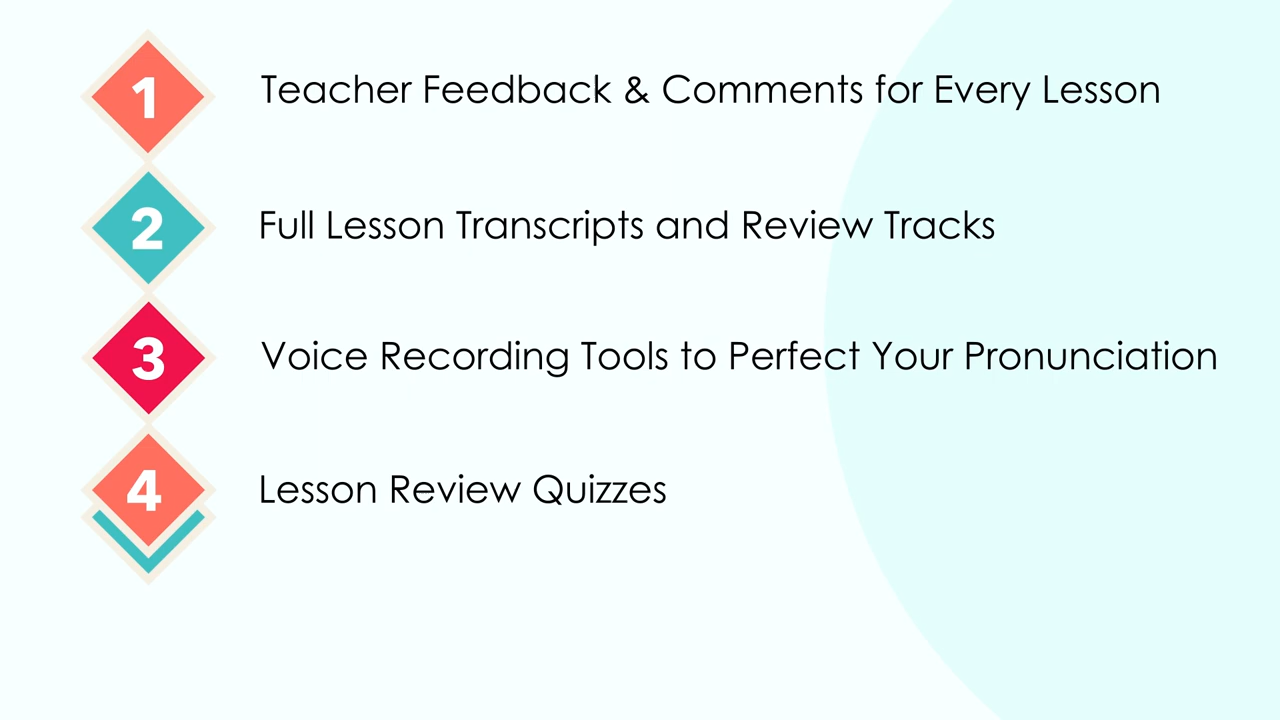 1 Teacher Feedback & Comments for Every Lesson
2 Full Lesson Transcripts and Review Tracks
3 Voice Recording Tools to Perfect Your Pronunciation
4 Lesson Review Quizzes